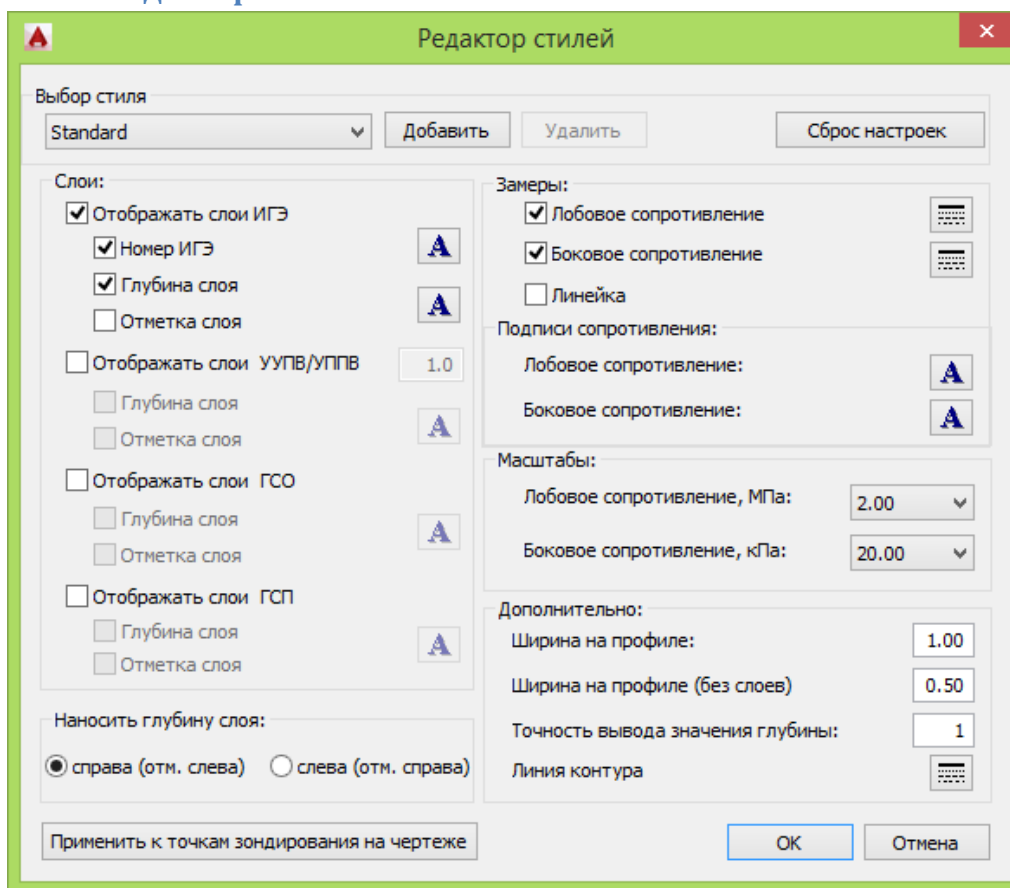 Редактор стилей
Выбор стиля
Standard
Добавить
Удалить
Сброс настроек
Слои:
Отображать слои ИГЭ
Номер ИГЭ
A
Глубина слоя
A
Отметка слоя
Отображать слои УУПВ/УППВ
1.0
Глубина слоя
A
Отметка слоя
Отображать слои ГСО
Глубина слоя
A
Отметка слоя
Отображать слои ГСП
Глубина слоя
A
Отметка слоя
Наносить глубину слоя:
справа (отм. слева)
слева (отм. справа)
Замеры:
Лобовое сопротивление
Боковое сопротивление
Линейка
Подписи сопротивления:
Лобовое сопротивление:
A
Боковое сопротивление:
A
Масштабы:
Лобовое сопротивление, МПа:
2.00
Боковое сопротивление, кПа:
20.00
Дополнительно:
Ширина на профиле:
1.00
Ширина на профиле (без слоев)
0.50
Точность вывода значения глубины:
1
Линия контура
Применить к точкам зондирования на чертеже
OK
Отмена